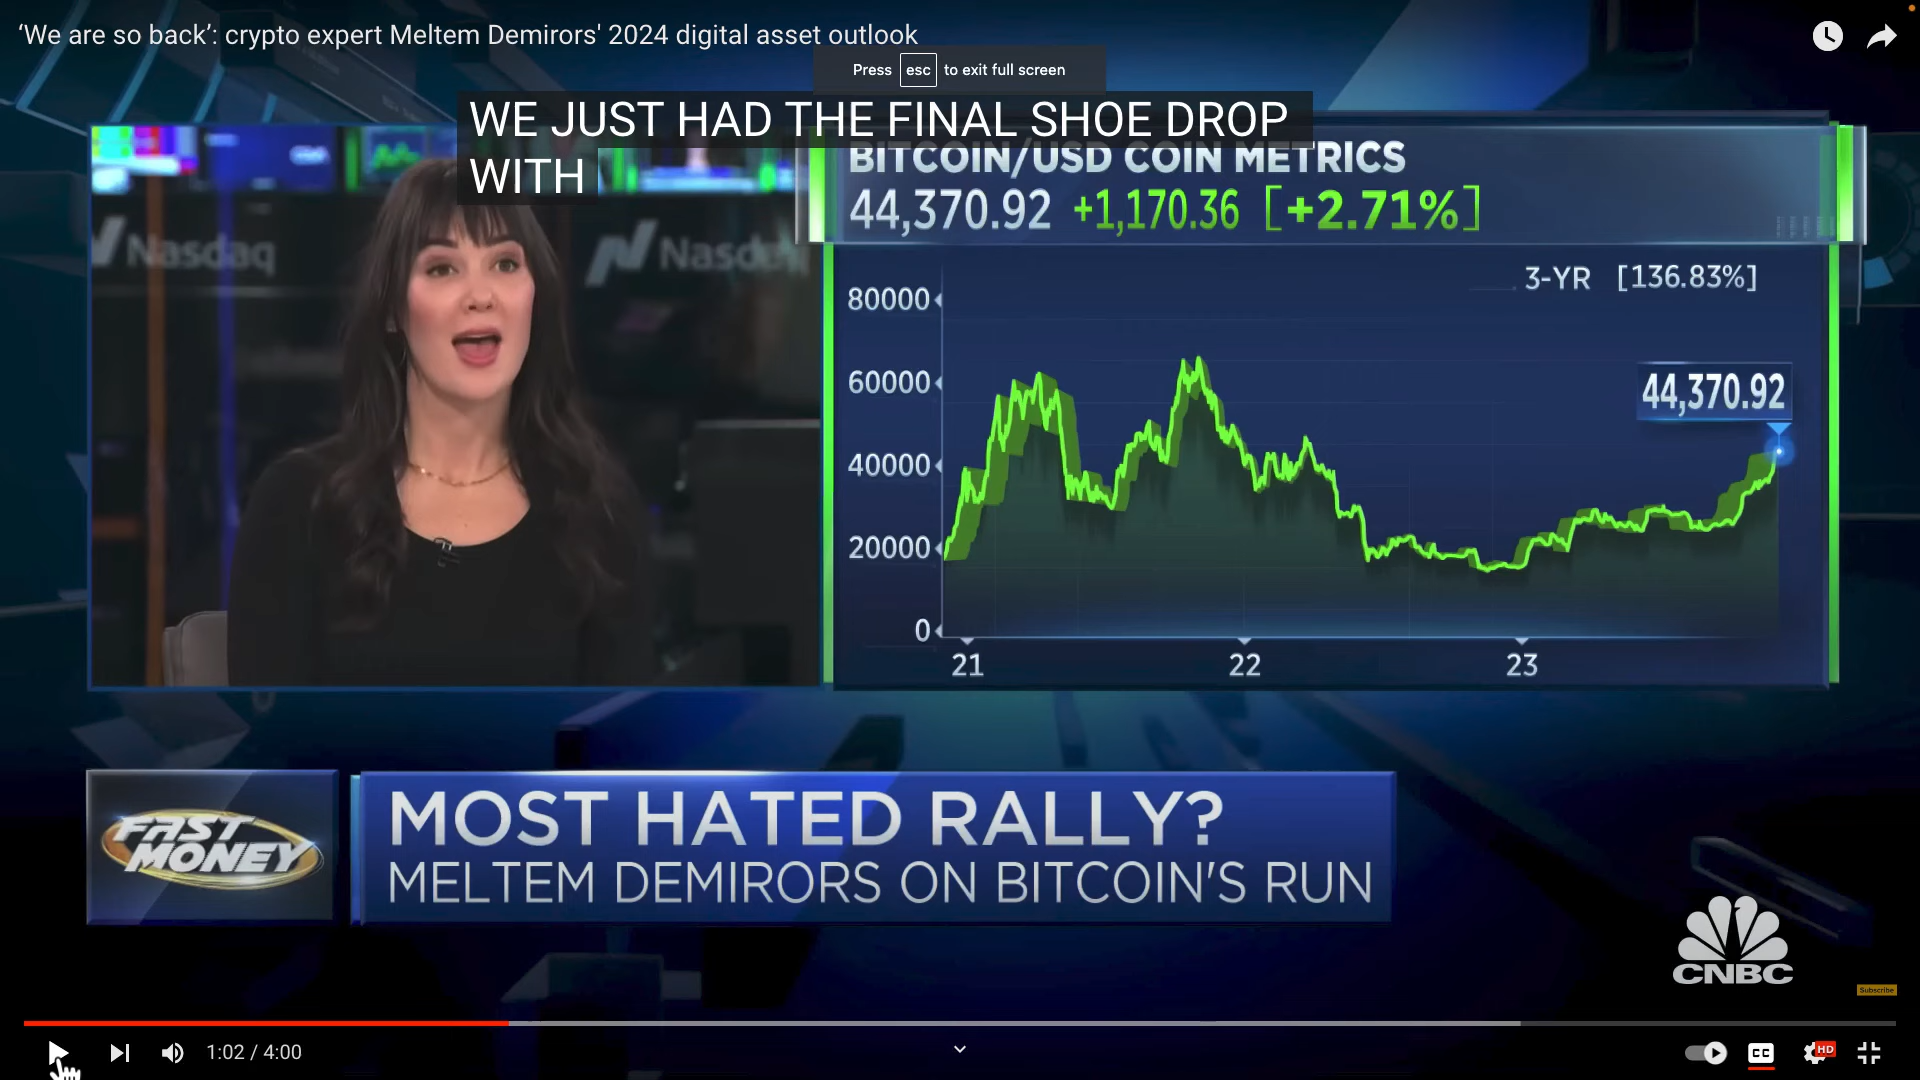 ‘We are so back’: crypto expert Meltem Demirors' 2024 digital asset outlook
Press esc to exit full screen
WE JUST HAD THE FINAL SHOE DROP
WITH
BITCOIN/USD COIN METRICS
44,370.92 +1,170.36 [+2.71%]
Nasdaq
Nasdaq
3-YR [136.83%]
80000
60000
44,370.92
40000
20000
0
21 22 23
FAST MONEY
MOST HATED RALLY?
MELTEM DEMIRORS ON BITCOIN'S RUN
CNBC
Subscribe
1:02 / 4:00
CC
HD